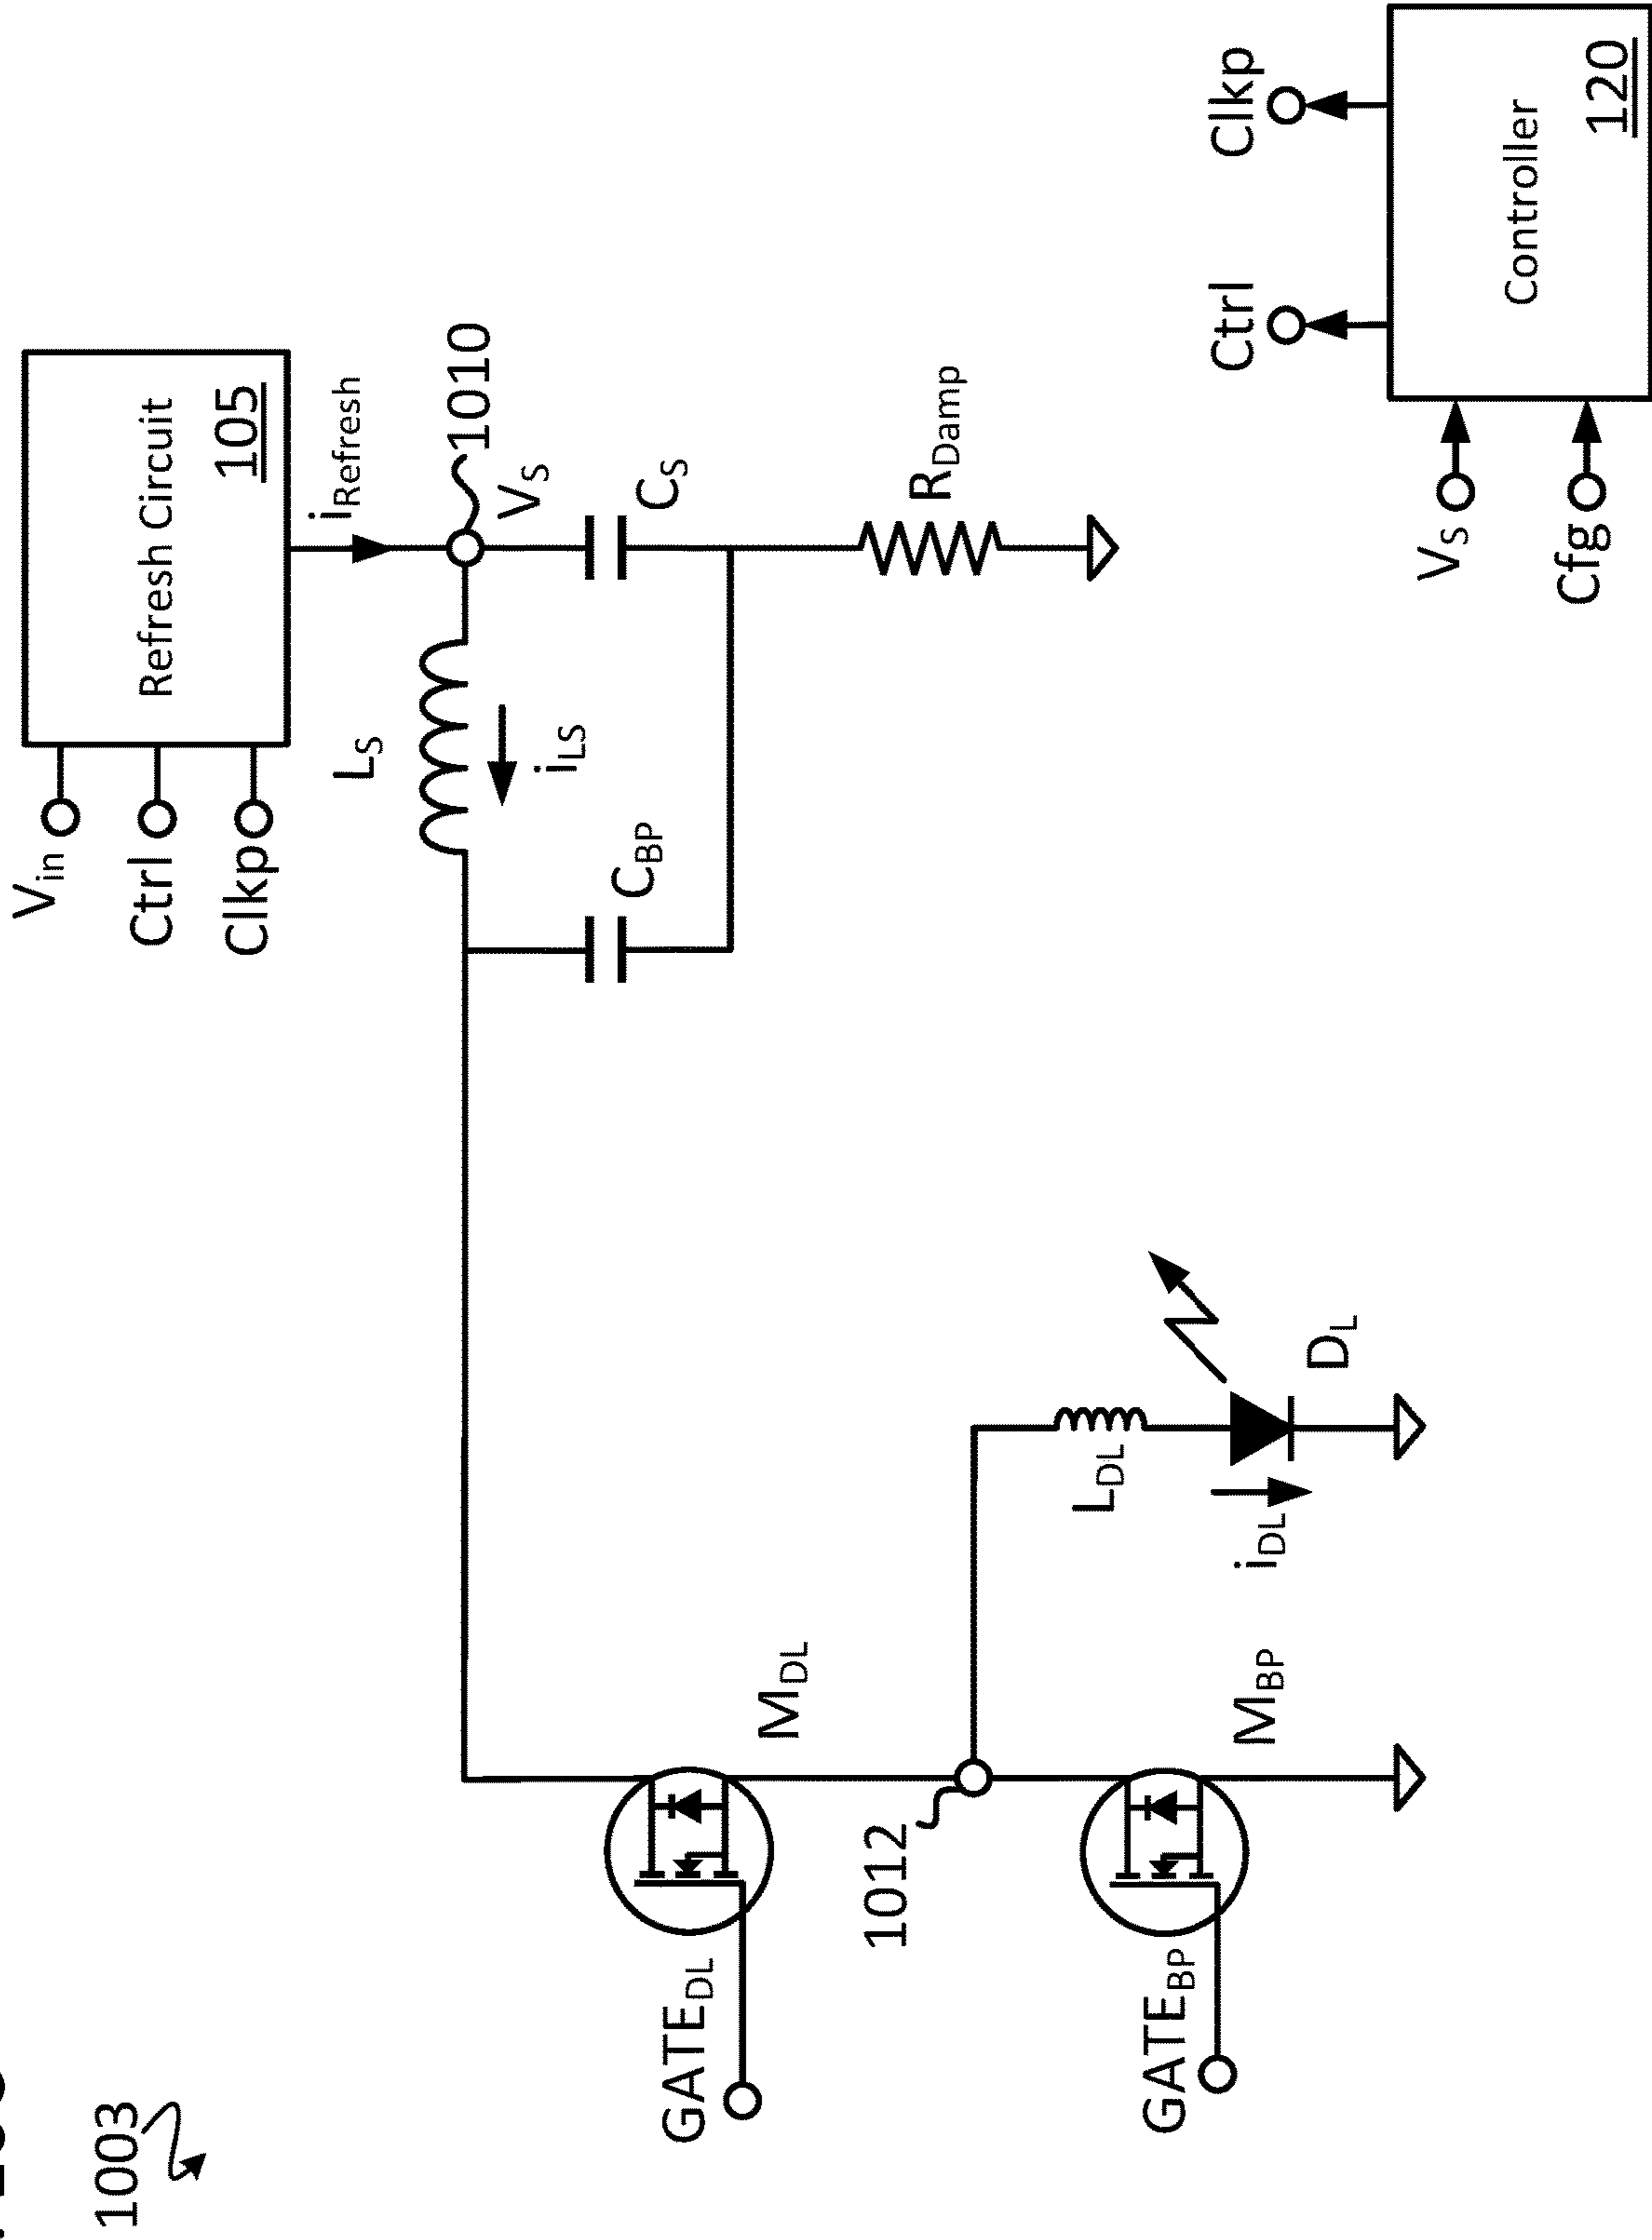 1003
V_in
Ctrl
Clkp
Refresh Circuit
105
i_Refresh
1010
V_S
L_S
i_LS
C_BP
C_S
R_Damp
GATE_DL
M_DL
1012
GATE_BP
M_BP
L_DL
i_DL
D_L
Ctrl
Clkp
V_S
Cfg
Controller
120